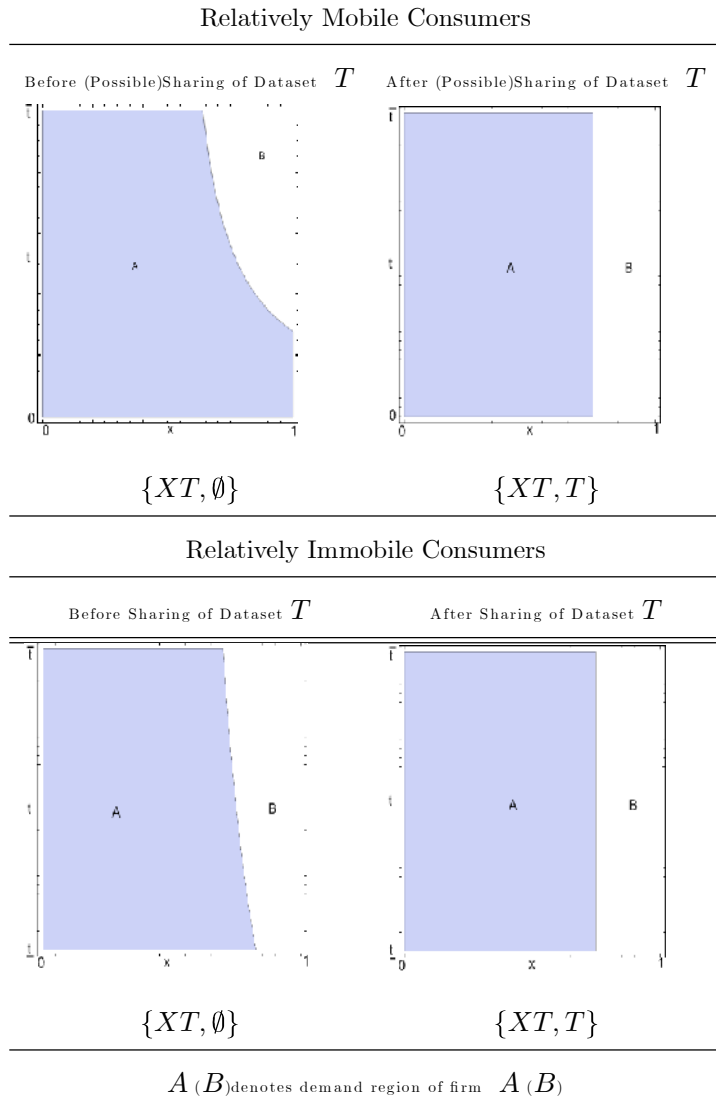 Relatively Mobile Consumers
Before (Possible)Sharing of Dataset T
After (Possible)Sharing of Dataset T
t̄
B
t
A
0
0
x
1
t̄
A
B
t
0
0
x
1
{XT, ∅}
{XT, T}
Relatively Immobile Consumers
Before Sharing of Dataset T
After Sharing of Dataset T
t̄
A
B
t
t
0
x
1
t̄
A
B
t
t
0
x
1
{XT, ∅}
{XT, T}
A (B)denotes demand region of firm A (B)